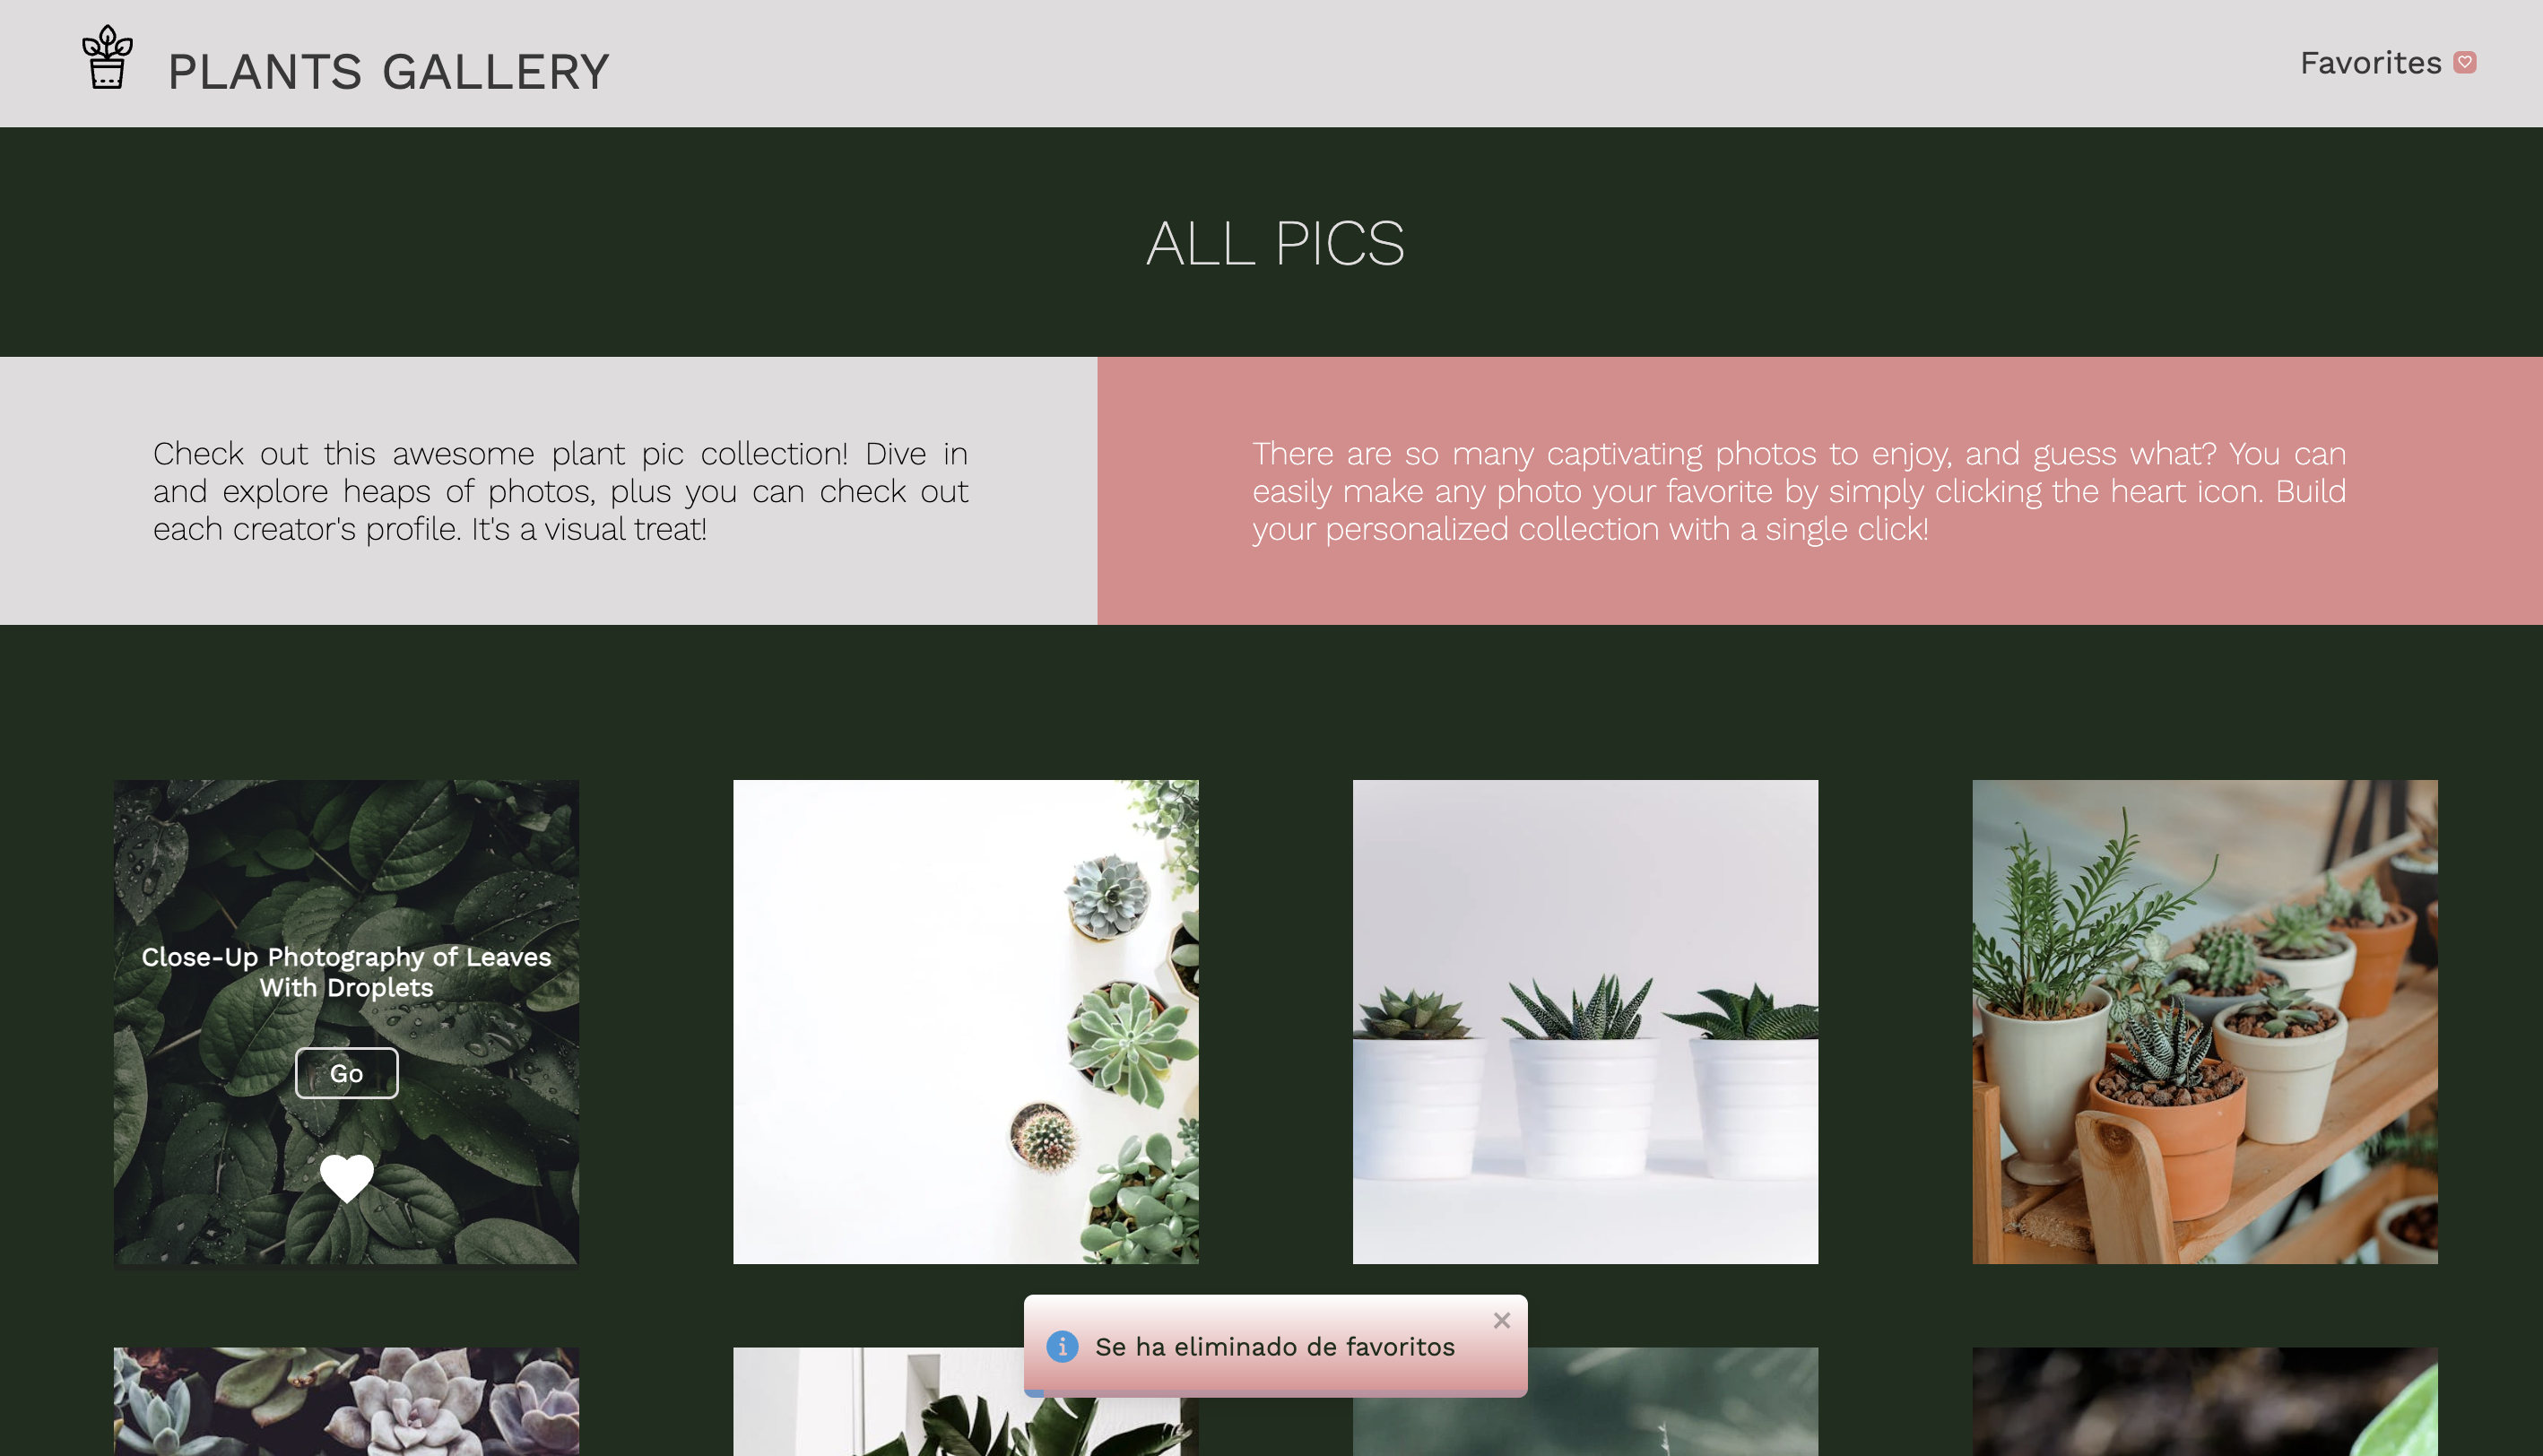 PLANTS GALLERY
Favorites
ALL PICS
Check out this awesome plant pic collection! Dive in
and explore heaps of photos, plus you can check out
each creator's profile. It's a visual treat!
There are so many captivating photos to enjoy, and guess what? You can
easily make any photo your favorite by simply clicking the heart icon. Build
your personalized collection with a single click!
Close-Up Photography of Leaves
With Droplets
Go
Se ha eliminado de favoritos